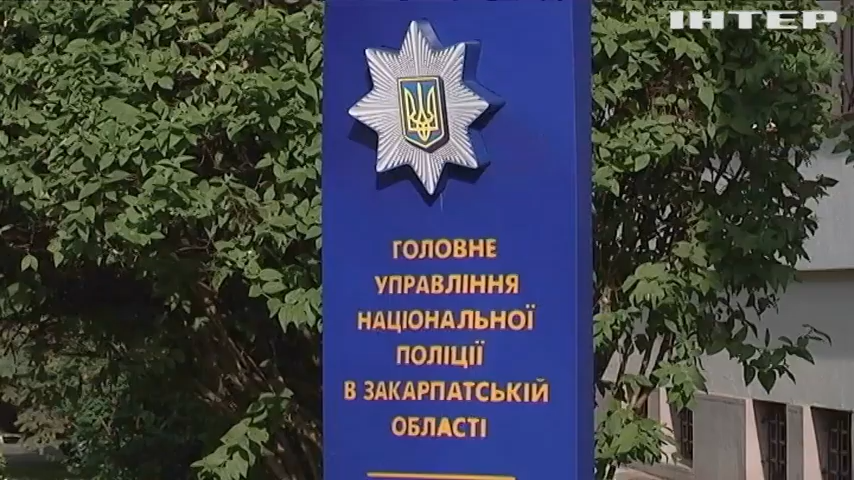 ІНТЕР
ГОЛОВНЕ
УПРАВЛІННЯ
НАЦІОНАЛЬНОЇ
ПОЛІЦІЇ
В ЗАКАРПАТСЬКІЙ
ОБЛАСТІ